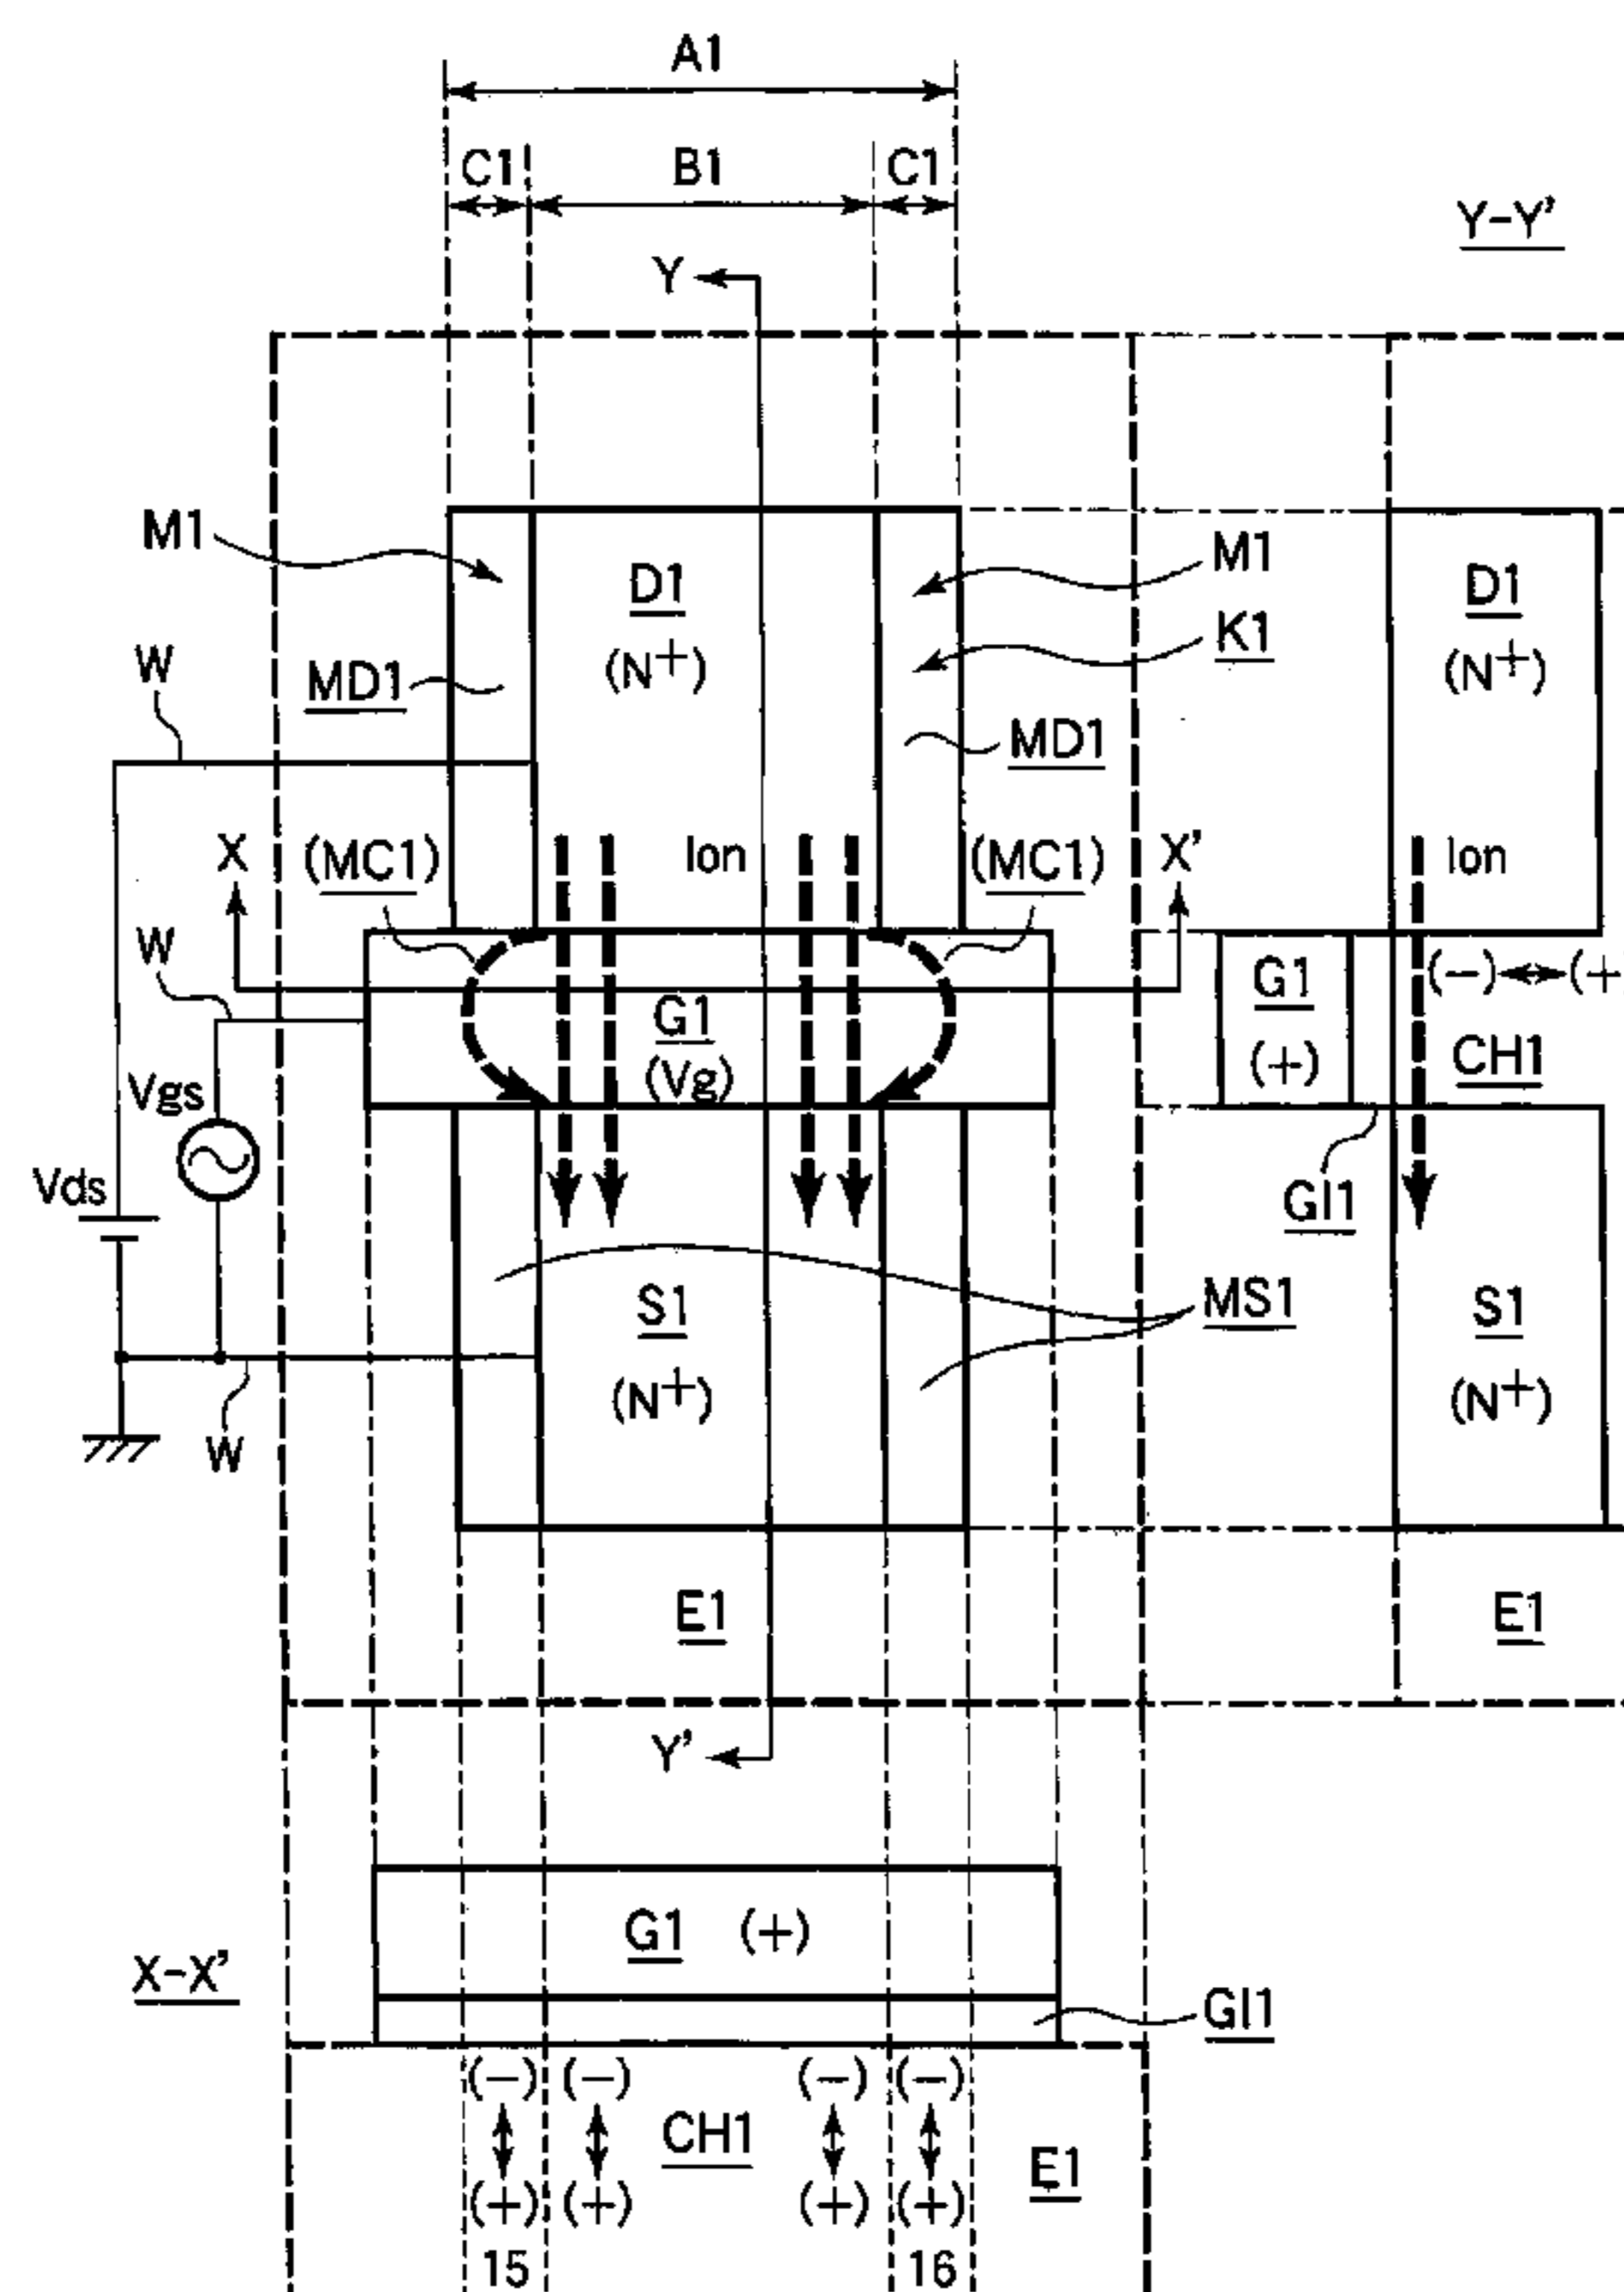 A1
C1 B1 C1
Y-Y'
Y
M1 D1 M1 D1
(N+) K1 (N+)
W MD1
MD1
X (MC1) Ion (MC1) X' Ion
W G1 G1 (-) (+
(Vg) (+) CH1
Vgs
Vds GI1
S1 MS1 S1
(N+) (N+)
W
E1 E1
Y'
G1 (+)
X-X'
GI1
(-) (-) (-) (-)
CH1 E1
(+) (+) (+) (+)
15 16